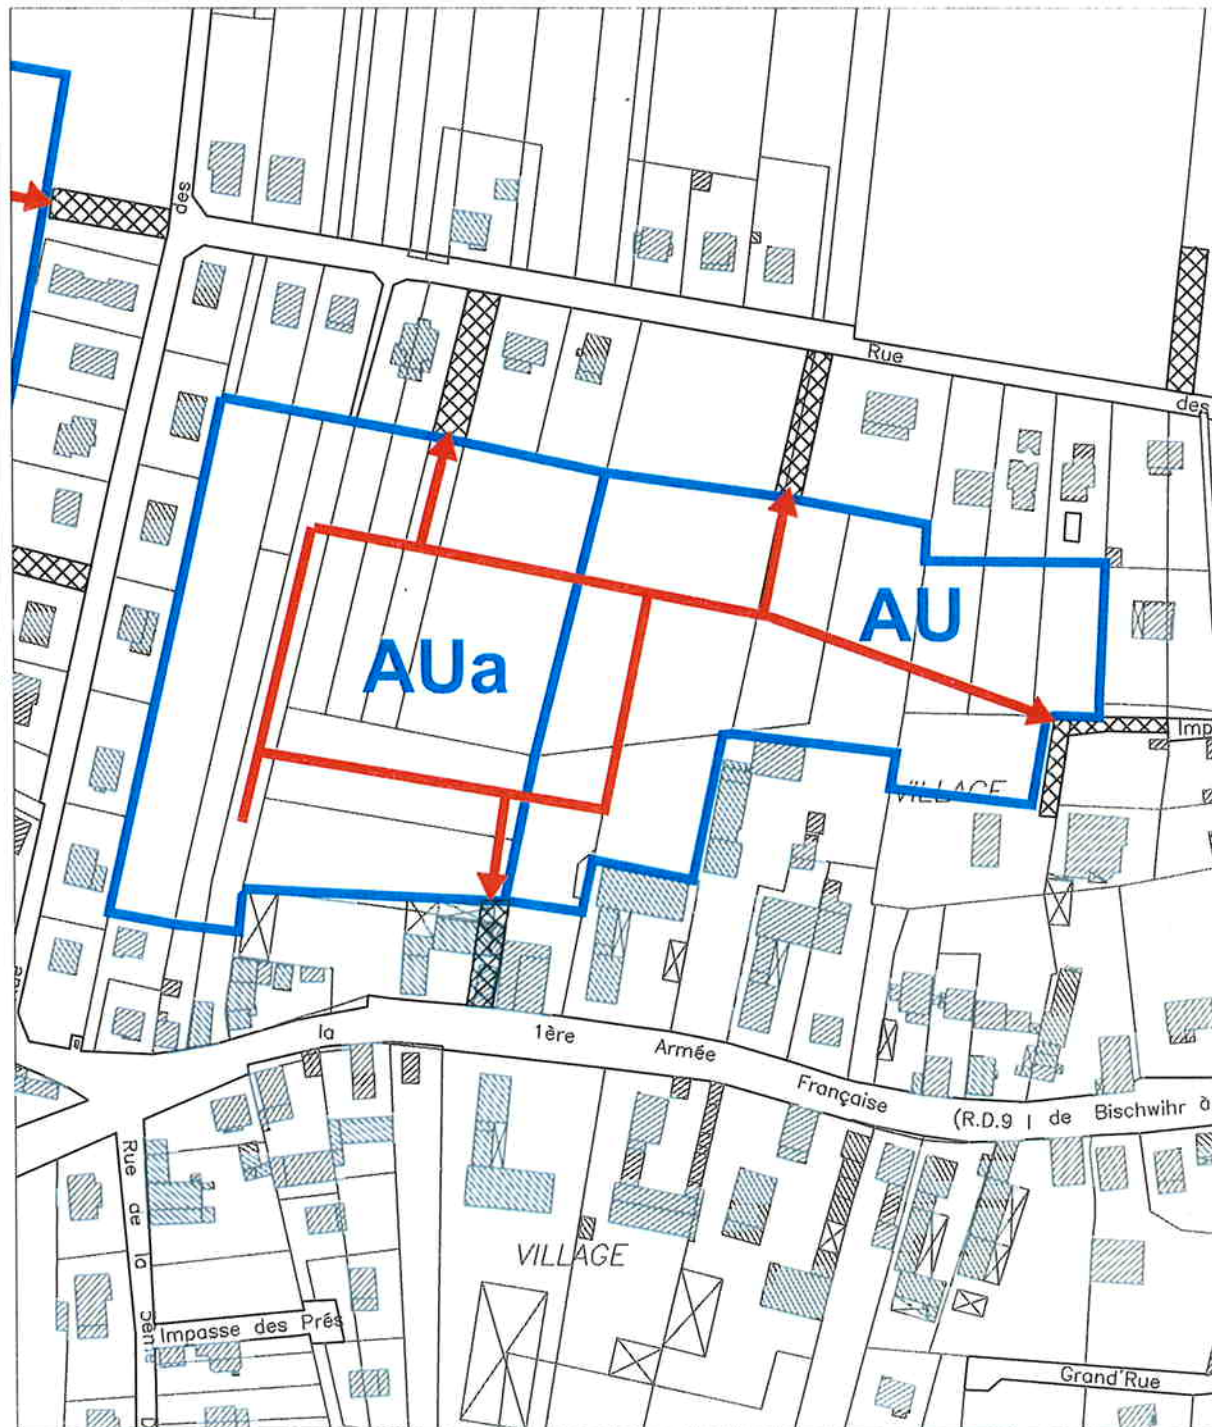 des
Rue
des
AU
AUa
Imp
VILLAGE
la 1ère Armée Française (R.D.9 I de Bischwihr à
Rue de la
VILLAGE
Impasse des Prés
Grand'Rue